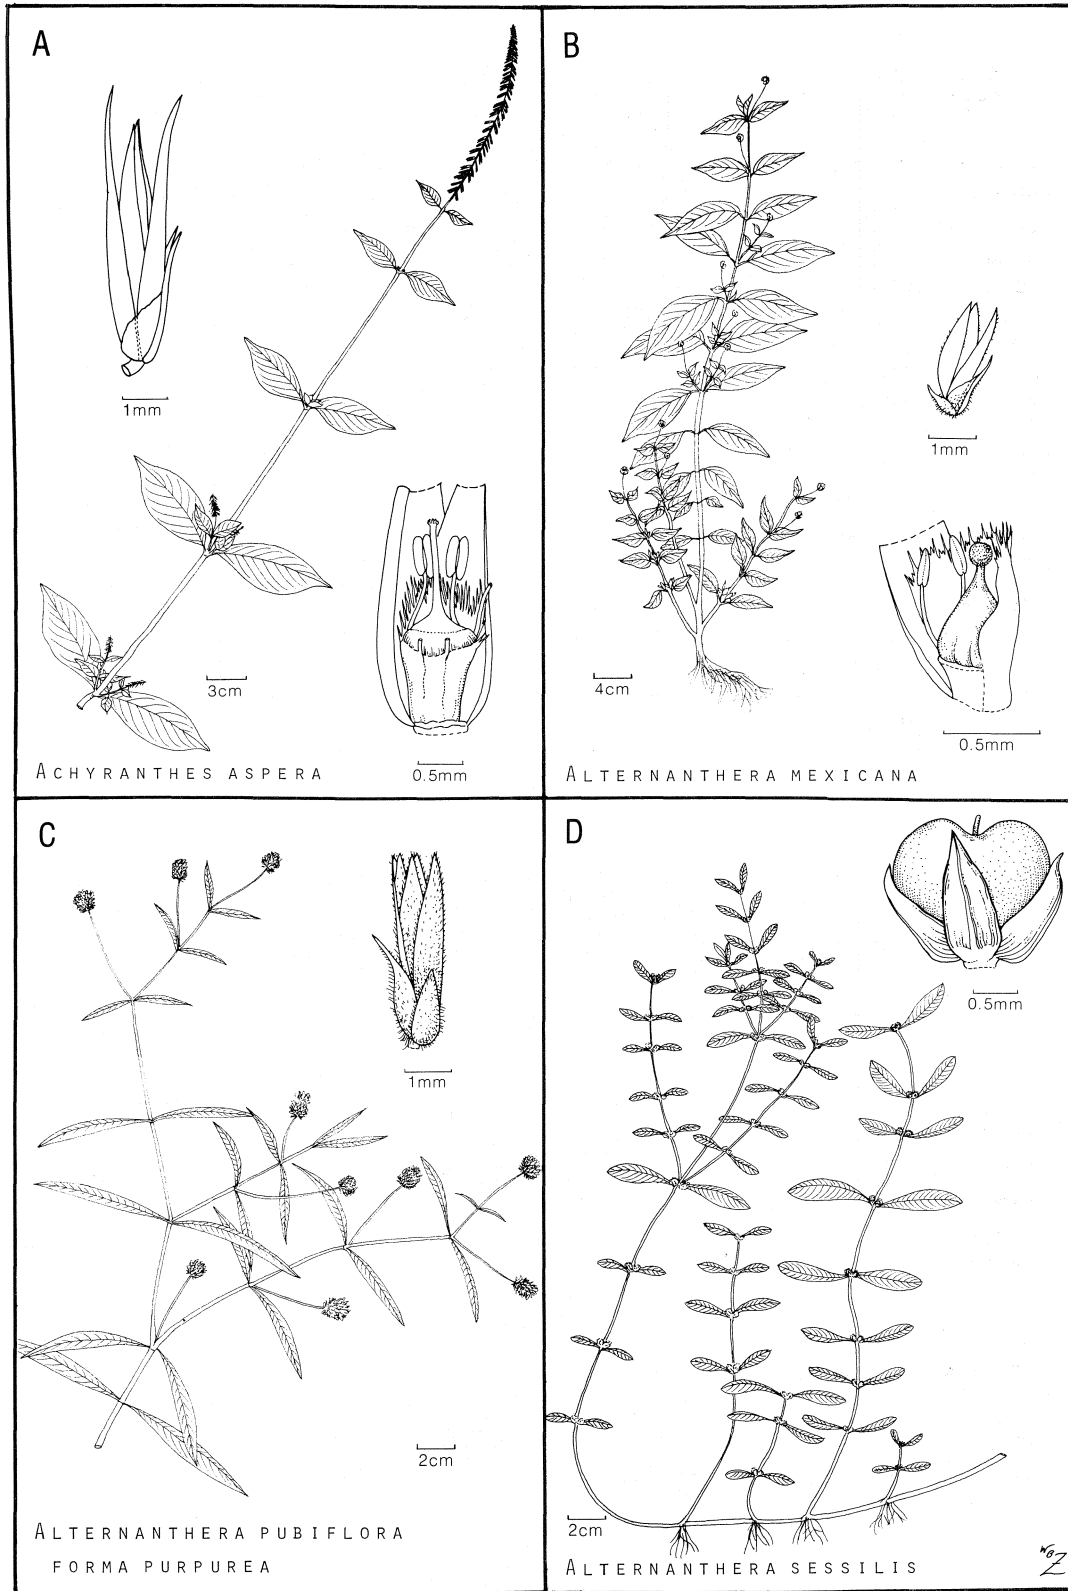 A
1mm
3cm
0.5mm
ACHYRANTHES ASPERA
B
1mm
4cm
0.5mm
ALTERNANTHERA MEXICANA
C
1mm
2cm
ALTERNANTHERA PUBIFLORA
FORMA PURPUREA
D
0.5mm
2cm
ALTERNANTHERA SESSILIS
WBZ